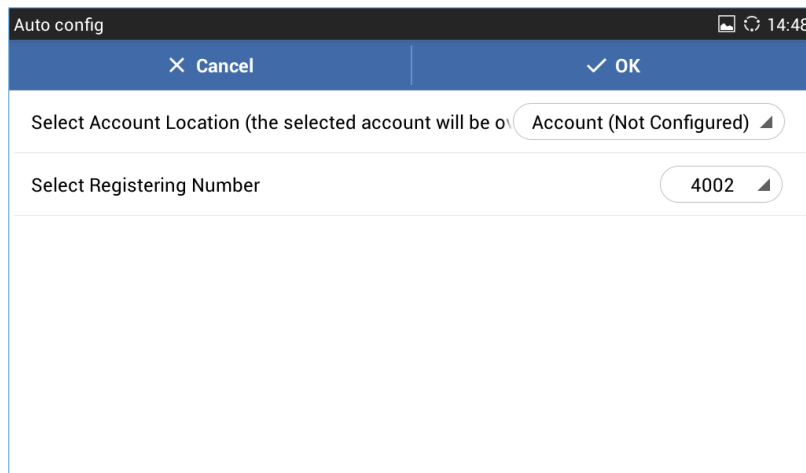 Auto config 14:48
Cancel OK
Select Account Location (the selected account will be Account (Not Configured)
Select Registering Number 4002